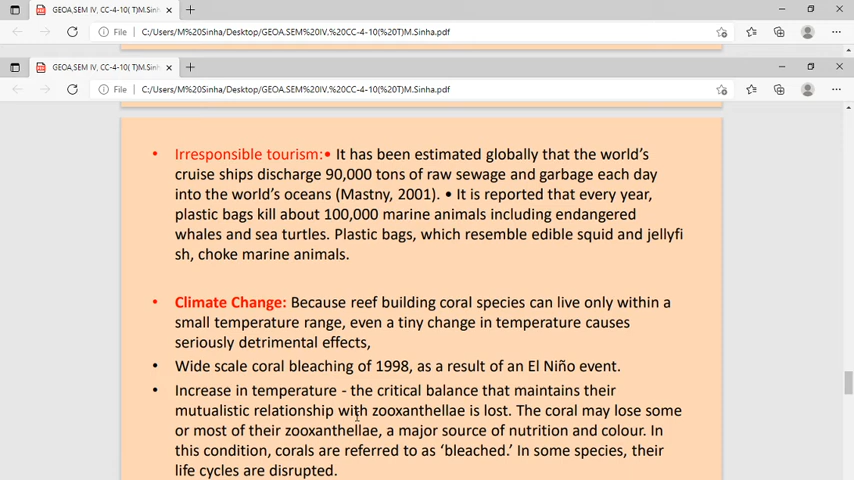 GEOA,SEM IV, CC-4-10( T)M.Sinh
File C:/Users/M%20Sinha/Desktop/GEOA.SEM%20IV.%20CC-4-10(%20T)M.Sinha.pdf
GEOA,SEM IV, CC-4-10( T)M.Sinh
File C:/Users/M%20Sinha/Desktop/GEOA.SEM%20IV.%20CC-4-10(%20T)M.Sinha.pdf
• Irresponsible tourism:• It has been estimated globally that the world's
cruise ships discharge 90,000 tons of raw sewage and garbage each day
into the world's oceans (Mastny, 2001). • It is reported that every year,
plastic bags kill about 100,000 marine animals including endangered
whales and sea turtles. Plastic bags, which resemble edible squid and jellyfi
sh, choke marine animals.
• Climate Change: Because reef building coral species can live only within a
small temperature range, even a tiny change in temperature causes
seriously detrimental effects,
• Wide scale coral bleaching of 1998, as a result of an El Niño event.
• Increase in temperature - the critical balance that maintains their
mutualistic relationship with zooxanthellae is lost. The coral may lose some
or most of their zooxanthellae, a major source of nutrition and colour. In
this condition, corals are referred to as 'bleached.' In some species, their
life cycles are disrupted.